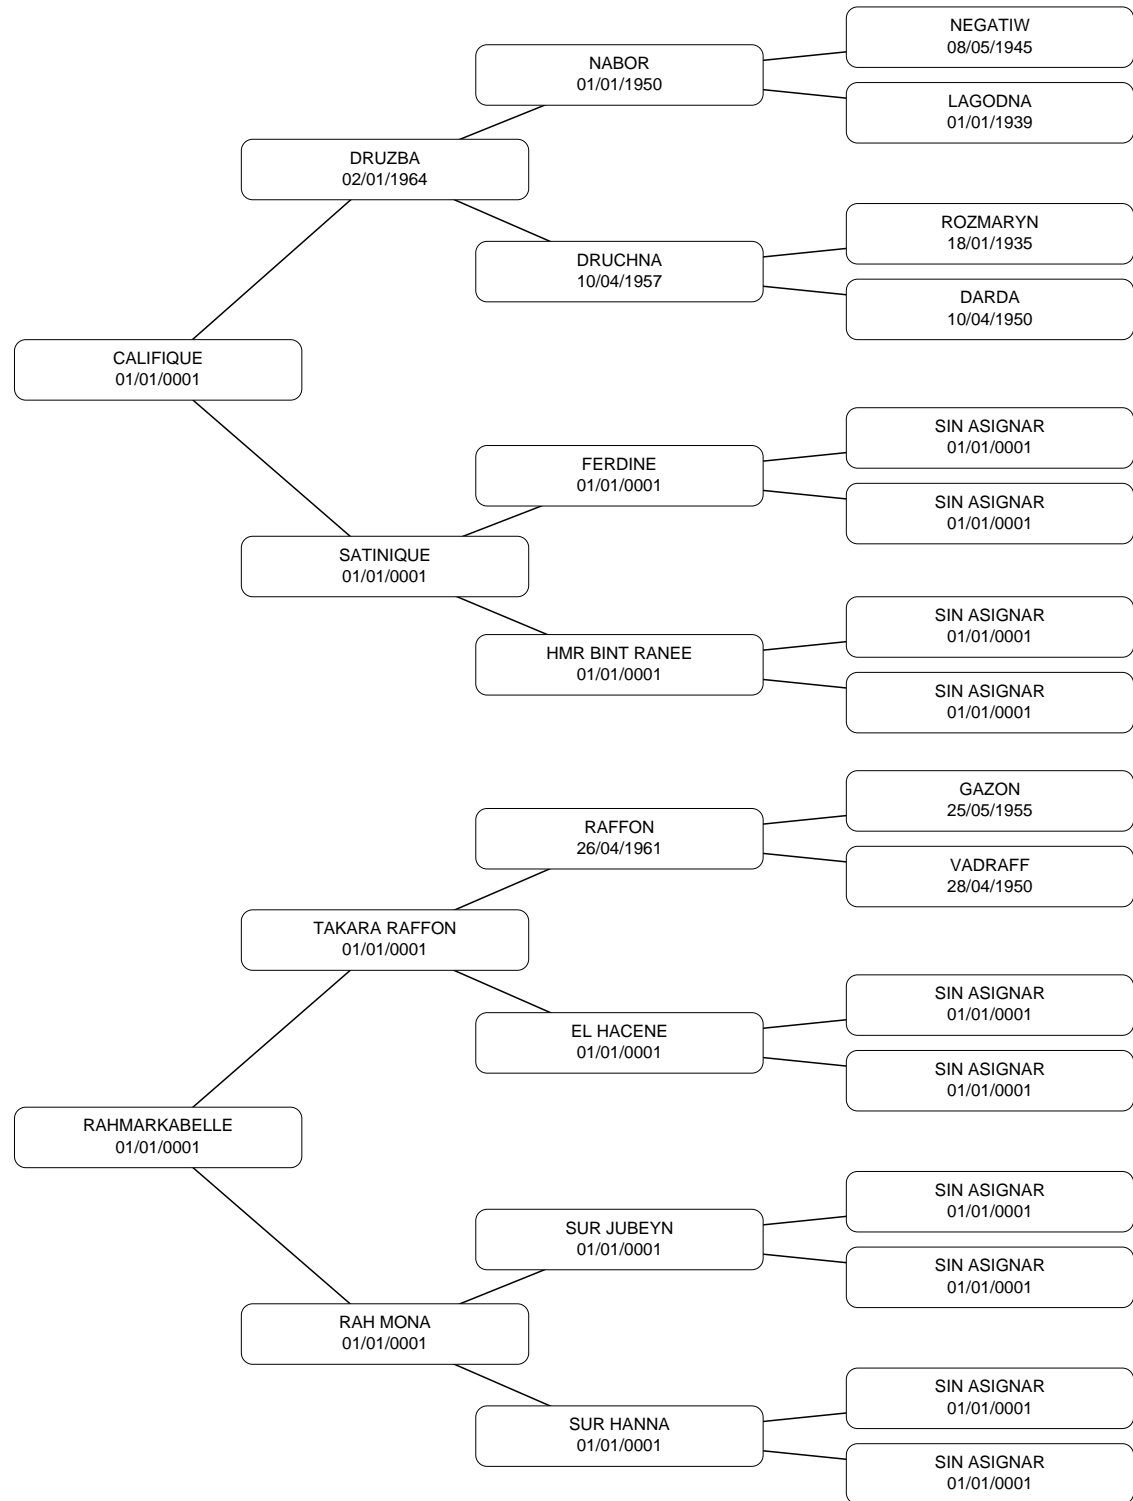 NEGATIW
08/05/1945
NABOR
01/01/1950
LAGODNA
01/01/1939
DRUZBA
02/01/1964
ROZMARYN
18/01/1935
DRUCHNA
10/04/1957
DARDA
10/04/1950
CALIFIQUE
01/01/0001
SIN ASIGNAR
01/01/0001
FERDINE
01/01/0001
SIN ASIGNAR
01/01/0001
SATINIQUE
01/01/0001
SIN ASIGNAR
01/01/0001
HMR BINT RANEE
01/01/0001
SIN ASIGNAR
01/01/0001
GAZON
25/05/1955
RAFFON
26/04/1961
VADRAFF
28/04/1950
TAKARA RAFFON
01/01/0001
SIN ASIGNAR
01/01/0001
EL HACENE
01/01/0001
SIN ASIGNAR
01/01/0001
RAHMARKABELLE
01/01/0001
SIN ASIGNAR
01/01/0001
SUR JUBEYN
01/01/0001
SIN ASIGNAR
01/01/0001
RAH MONA
01/01/0001
SIN ASIGNAR
01/01/0001
SUR HANNA
01/01/0001
SIN ASIGNAR
01/01/0001